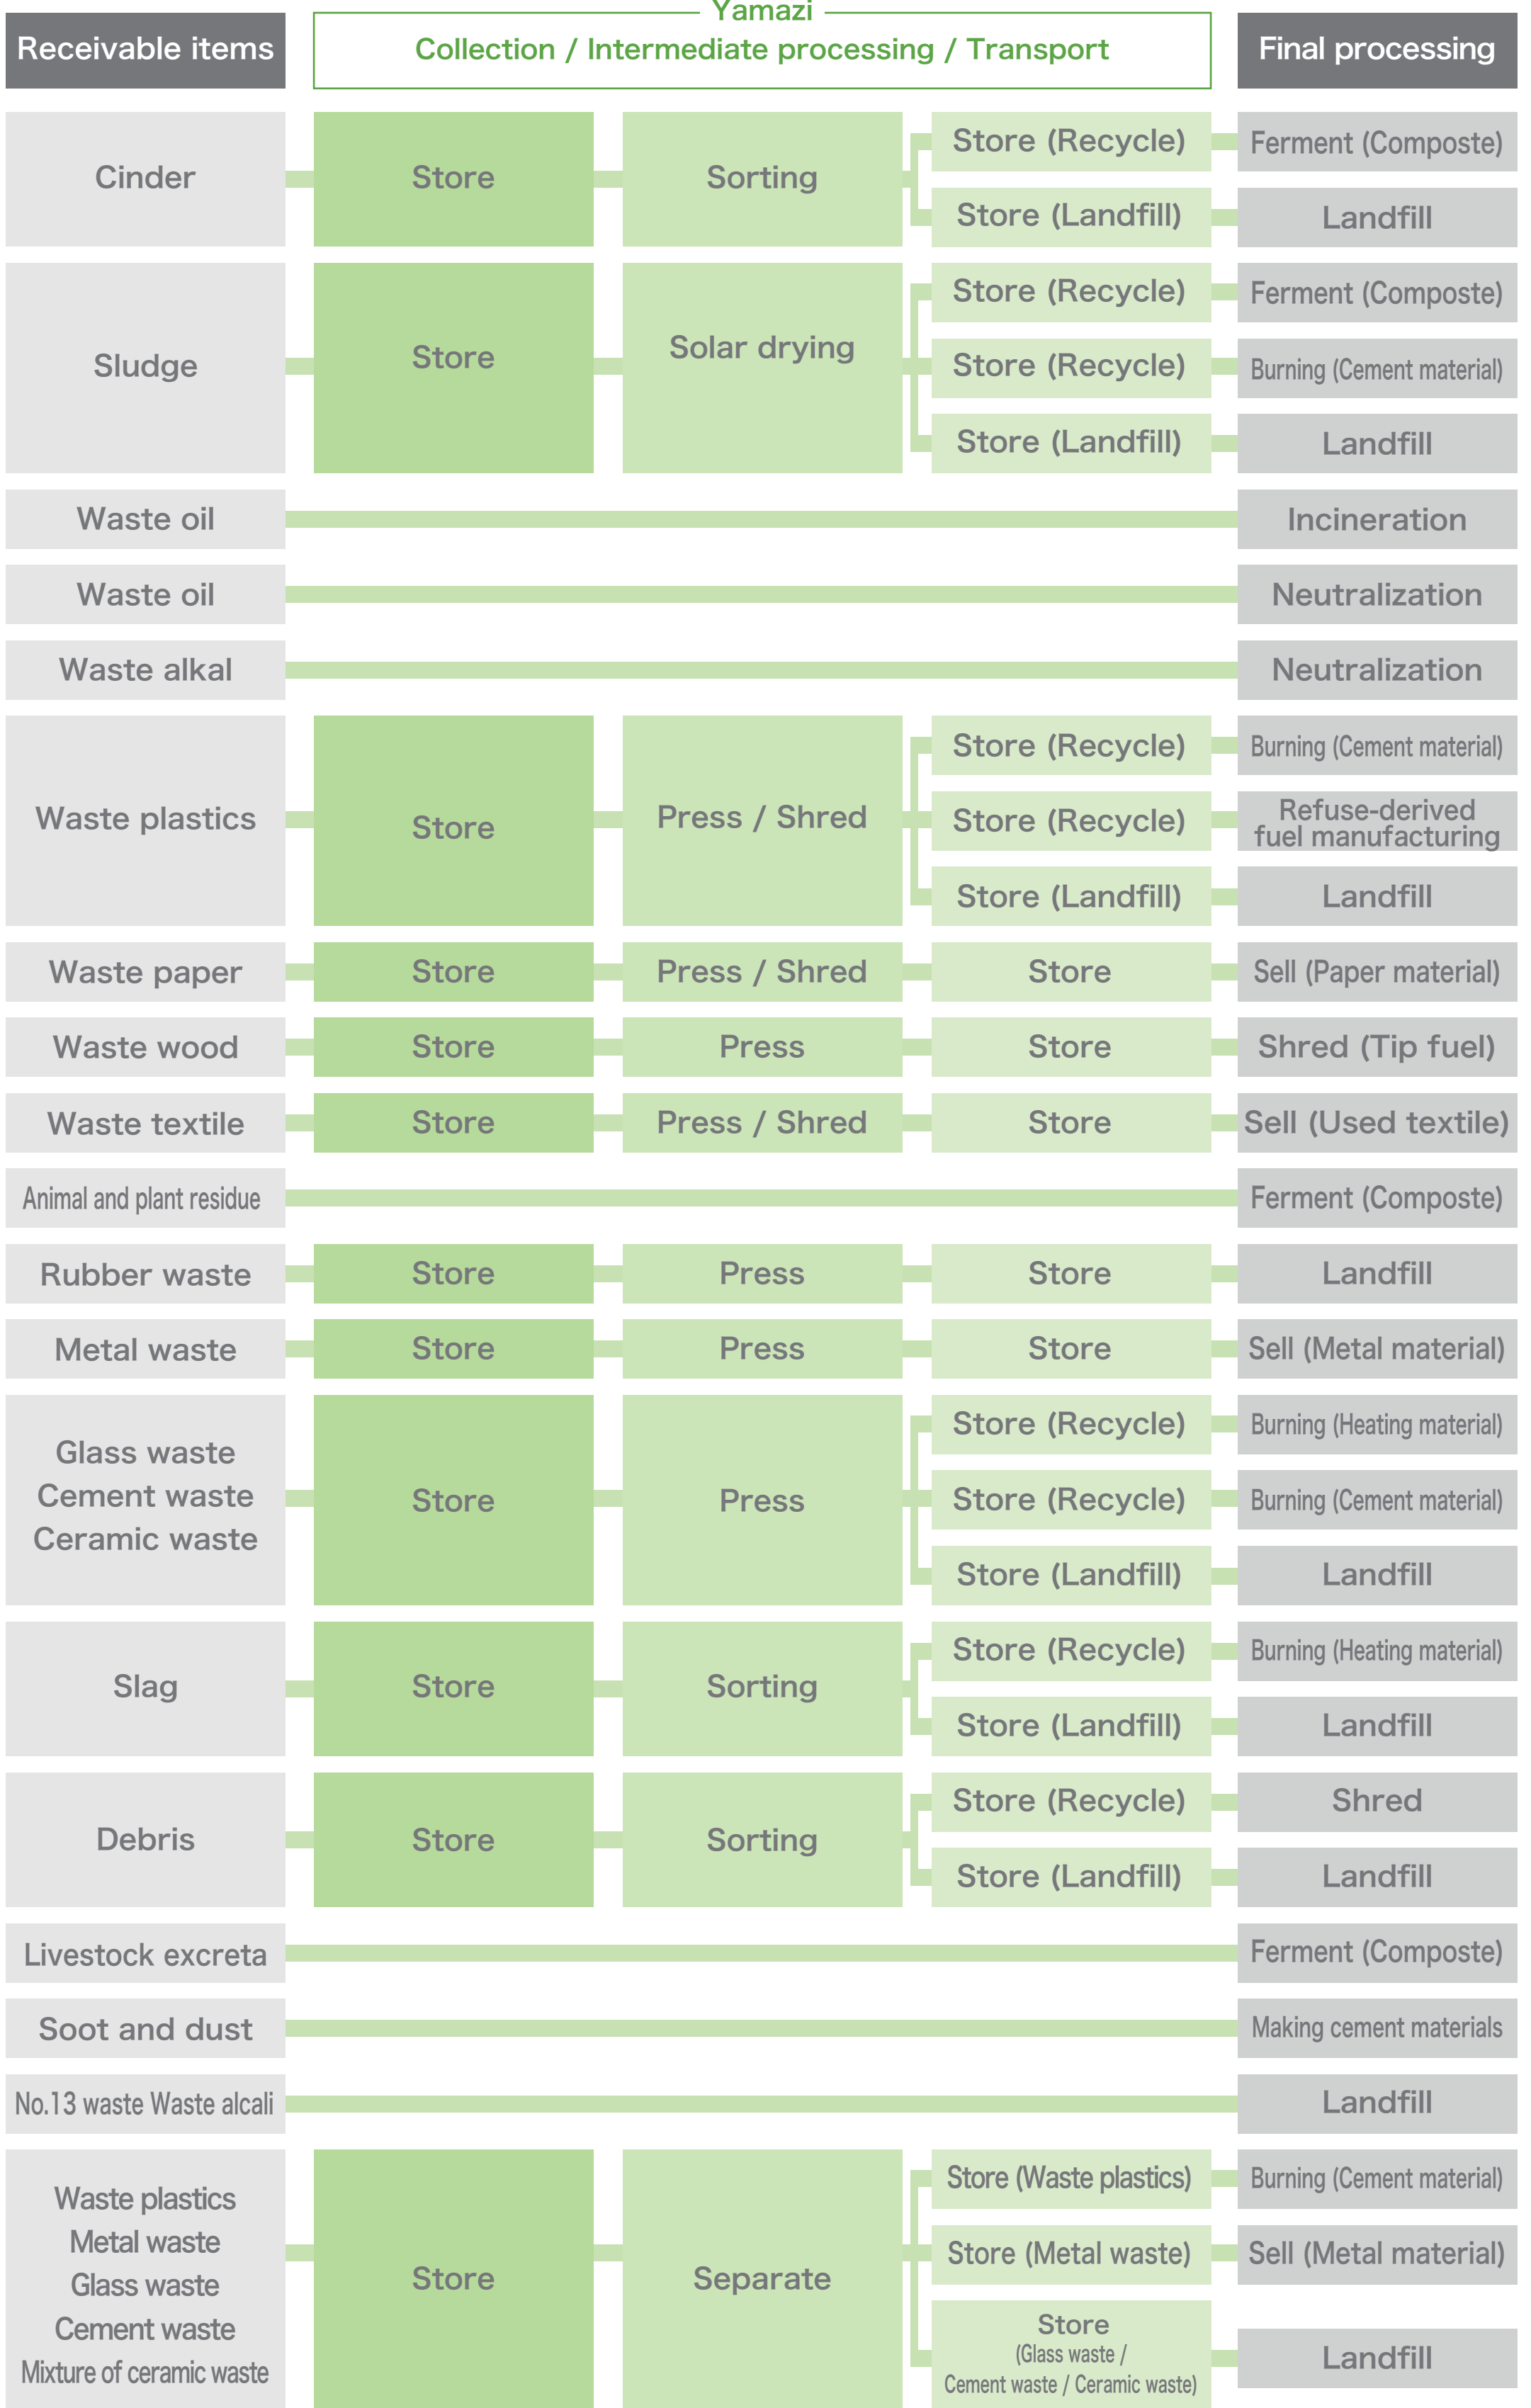 Yamazi
Receivable items
Collection / Intermediate processing / Transport
Final processing
Cinder
Store
Sorting
Store (Recycle)
Ferment (Composte)
Store (Landfill)
Landfill
Sludge
Store
Solar drying
Store (Recycle)
Ferment (Composte)
Store (Recycle)
Burning (Cement material)
Store (Landfill)
Landfill
Waste oil
Incineration
Waste oil
Neutralization
Waste alkal
Neutralization
Waste plastics
Store
Press / Shred
Store (Recycle)
Burning (Cement material)
Store (Recycle)
Refuse-derived
fuel manufacturing
Store (Landfill)
Landfill
Waste paper
Store
Press / Shred
Store
Sell (Paper material)
Waste wood
Store
Press
Store
Shred (Tip fuel)
Waste textile
Store
Press / Shred
Store
Sell (Used textile)
Animal and plant residue
Ferment (Composte)
Rubber waste
Store
Press
Store
Landfill
Metal waste
Store
Press
Store
Sell (Metal material)
Glass waste
Cement waste
Ceramic waste
Store
Press
Store (Recycle)
Burning (Heating material)
Store (Recycle)
Burning (Cement material)
Store (Landfill)
Landfill
Slag
Store
Sorting
Store (Recycle)
Burning (Heating material)
Store (Landfill)
Landfill
Debris
Store
Sorting
Store (Recycle)
Shred
Store (Landfill)
Landfill
Livestock excreta
Ferment (Composte)
Soot and dust
Making cement materials
No.13 waste Waste alcali
Landfill
Waste plastics
Metal waste
Glass waste
Cement waste
Mixture of ceramic waste
Store
Separate
Store (Waste plastics)
Burning (Cement material)
Store (Metal waste)
Sell (Metal material)
Store
(Glass waste /
Cement waste / Ceramic waste)
Landfill